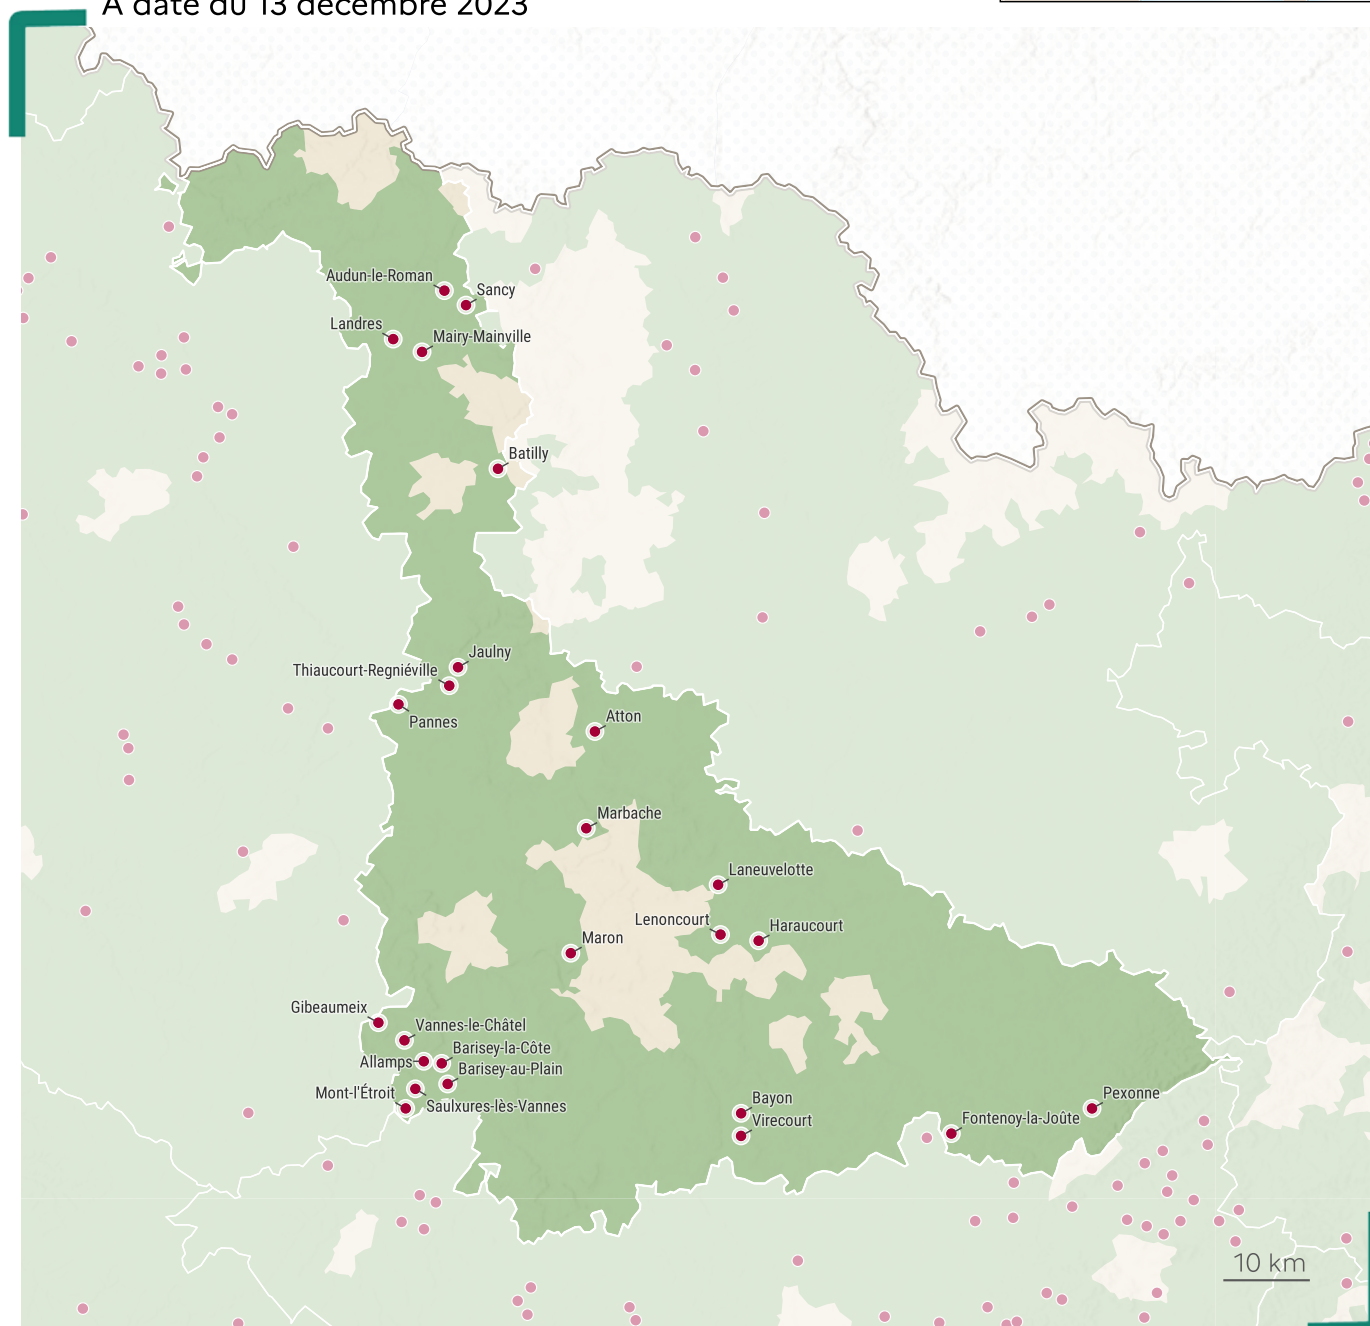 À date du 13 décembre 2023
Audun-le-Roman
Sancy
Landres
Mairy-Mainville
Batilly
Jaulny
Thiaucourt-Regniéville
Pannes
Atton
Marbache
Laneuvelotte
Lenoncourt
Haraucourt
Maron
Gibeaumeix
Vannes-le-Châtel
Barisey-la-Côte
Allamps
Barisey-au-Plain
Mont-l'Étroit
Saulxures-lès-Vannes
Bayon
Pexonne
Virecourt
Fontenoy-la-Joûte
10 km